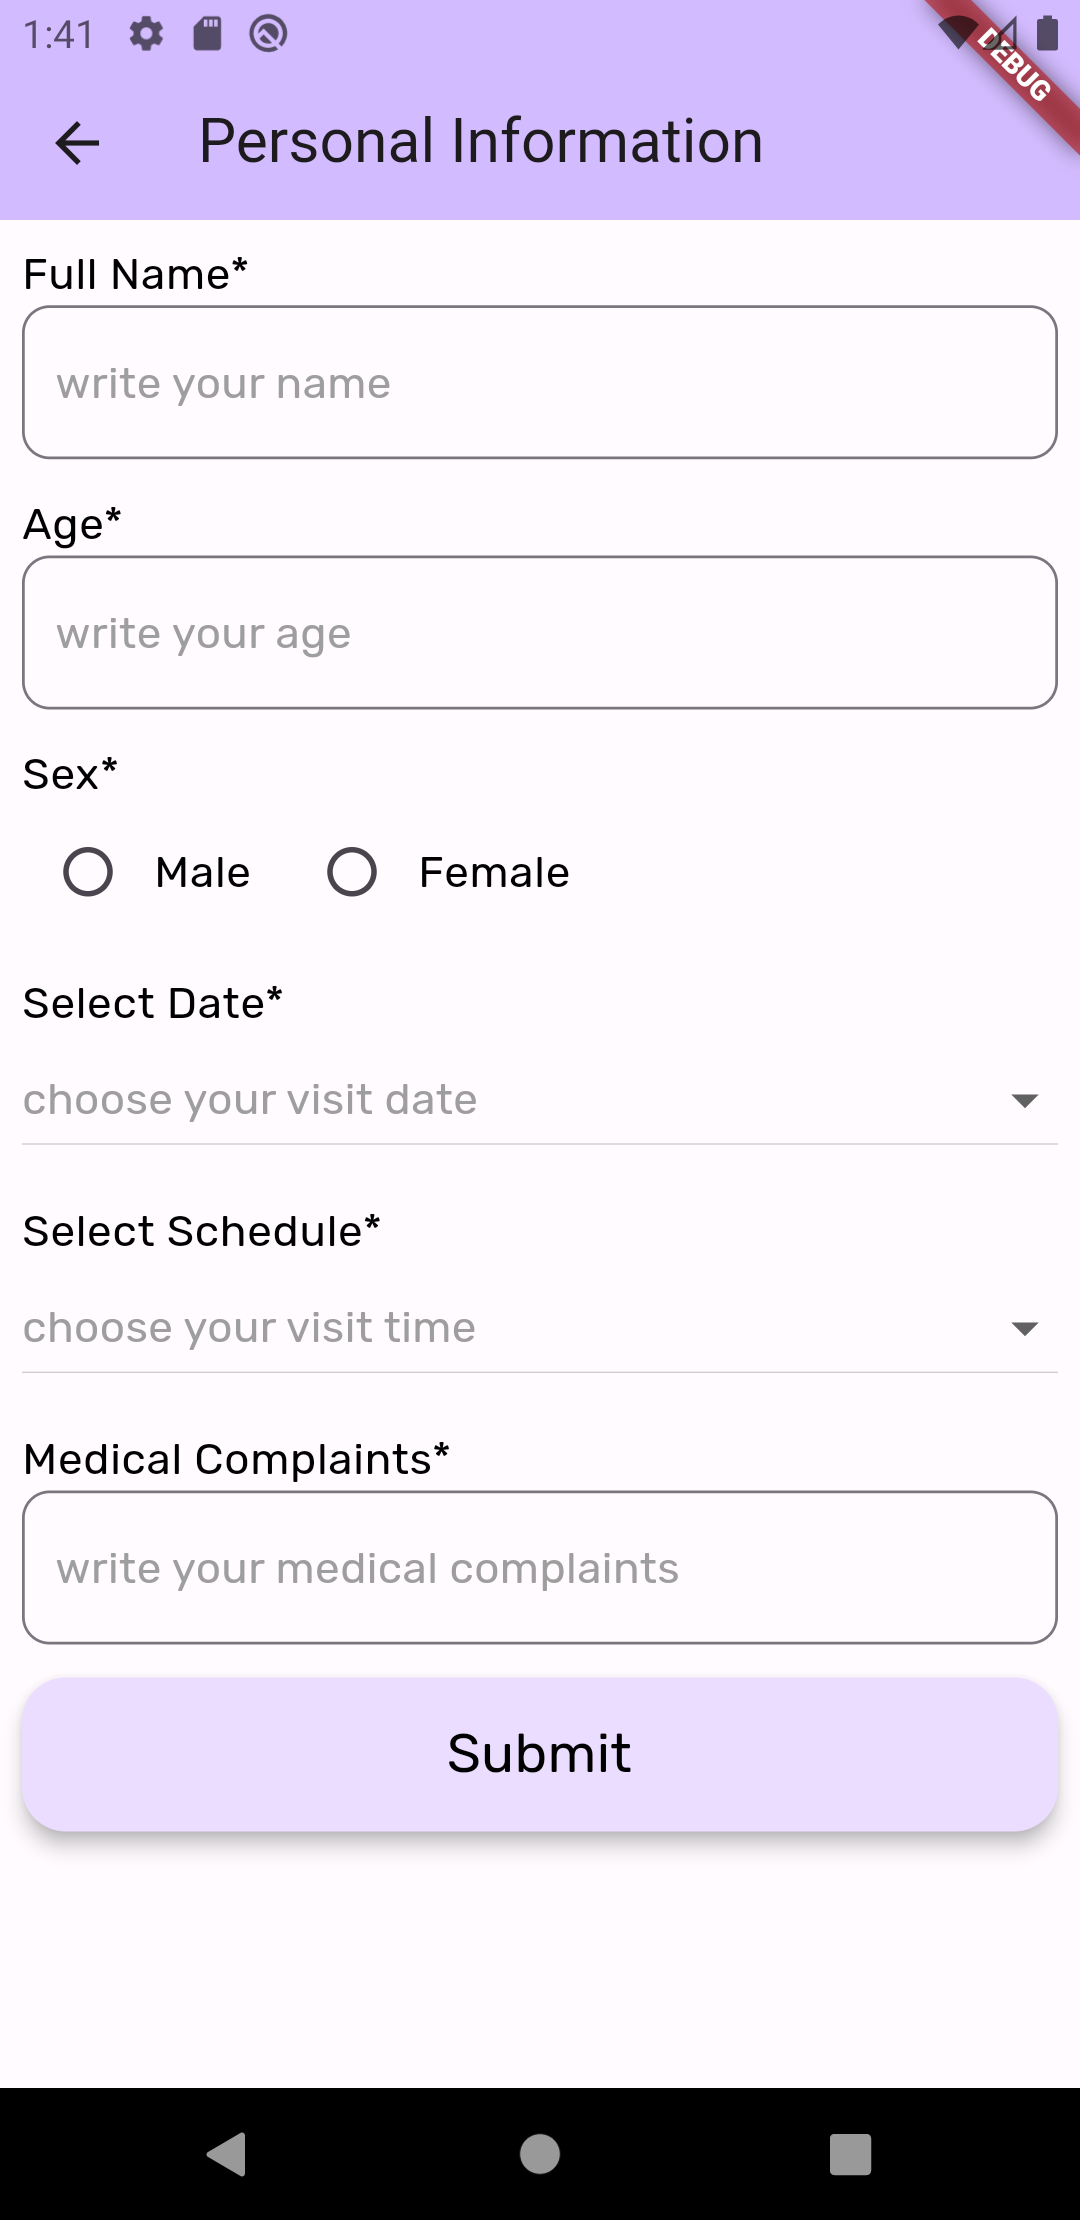 1:41
DEBUG
Personal Information
Full Name*
write your name
Age*
write your age
Sex*
Male Female
Select Date*
choose your visit date
Select Schedule*
choose your visit time
Medical Complaints*
write your medical complaints
Submit